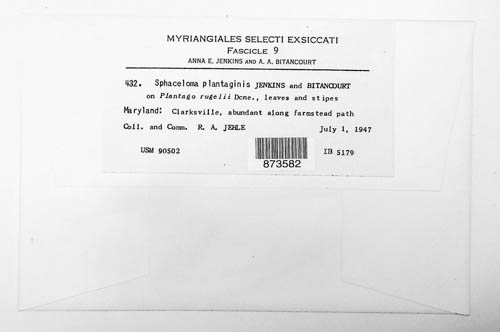 MYRIANGIALES SELECTI EXSICCATI
FASCICLE 9
ANNA E. JENKINS AND A. A. BITANCOURT
432. Sphaceloma plantaginis JENKINS and BITANCOURT
on Plantago rugelii Dcne., leaves and stipes
Maryland: Clarksville, abundant along farmstead path
Coll. and Comm. R. A. JEHLE July 1, 1947
USM 90502 IB 5179
873582